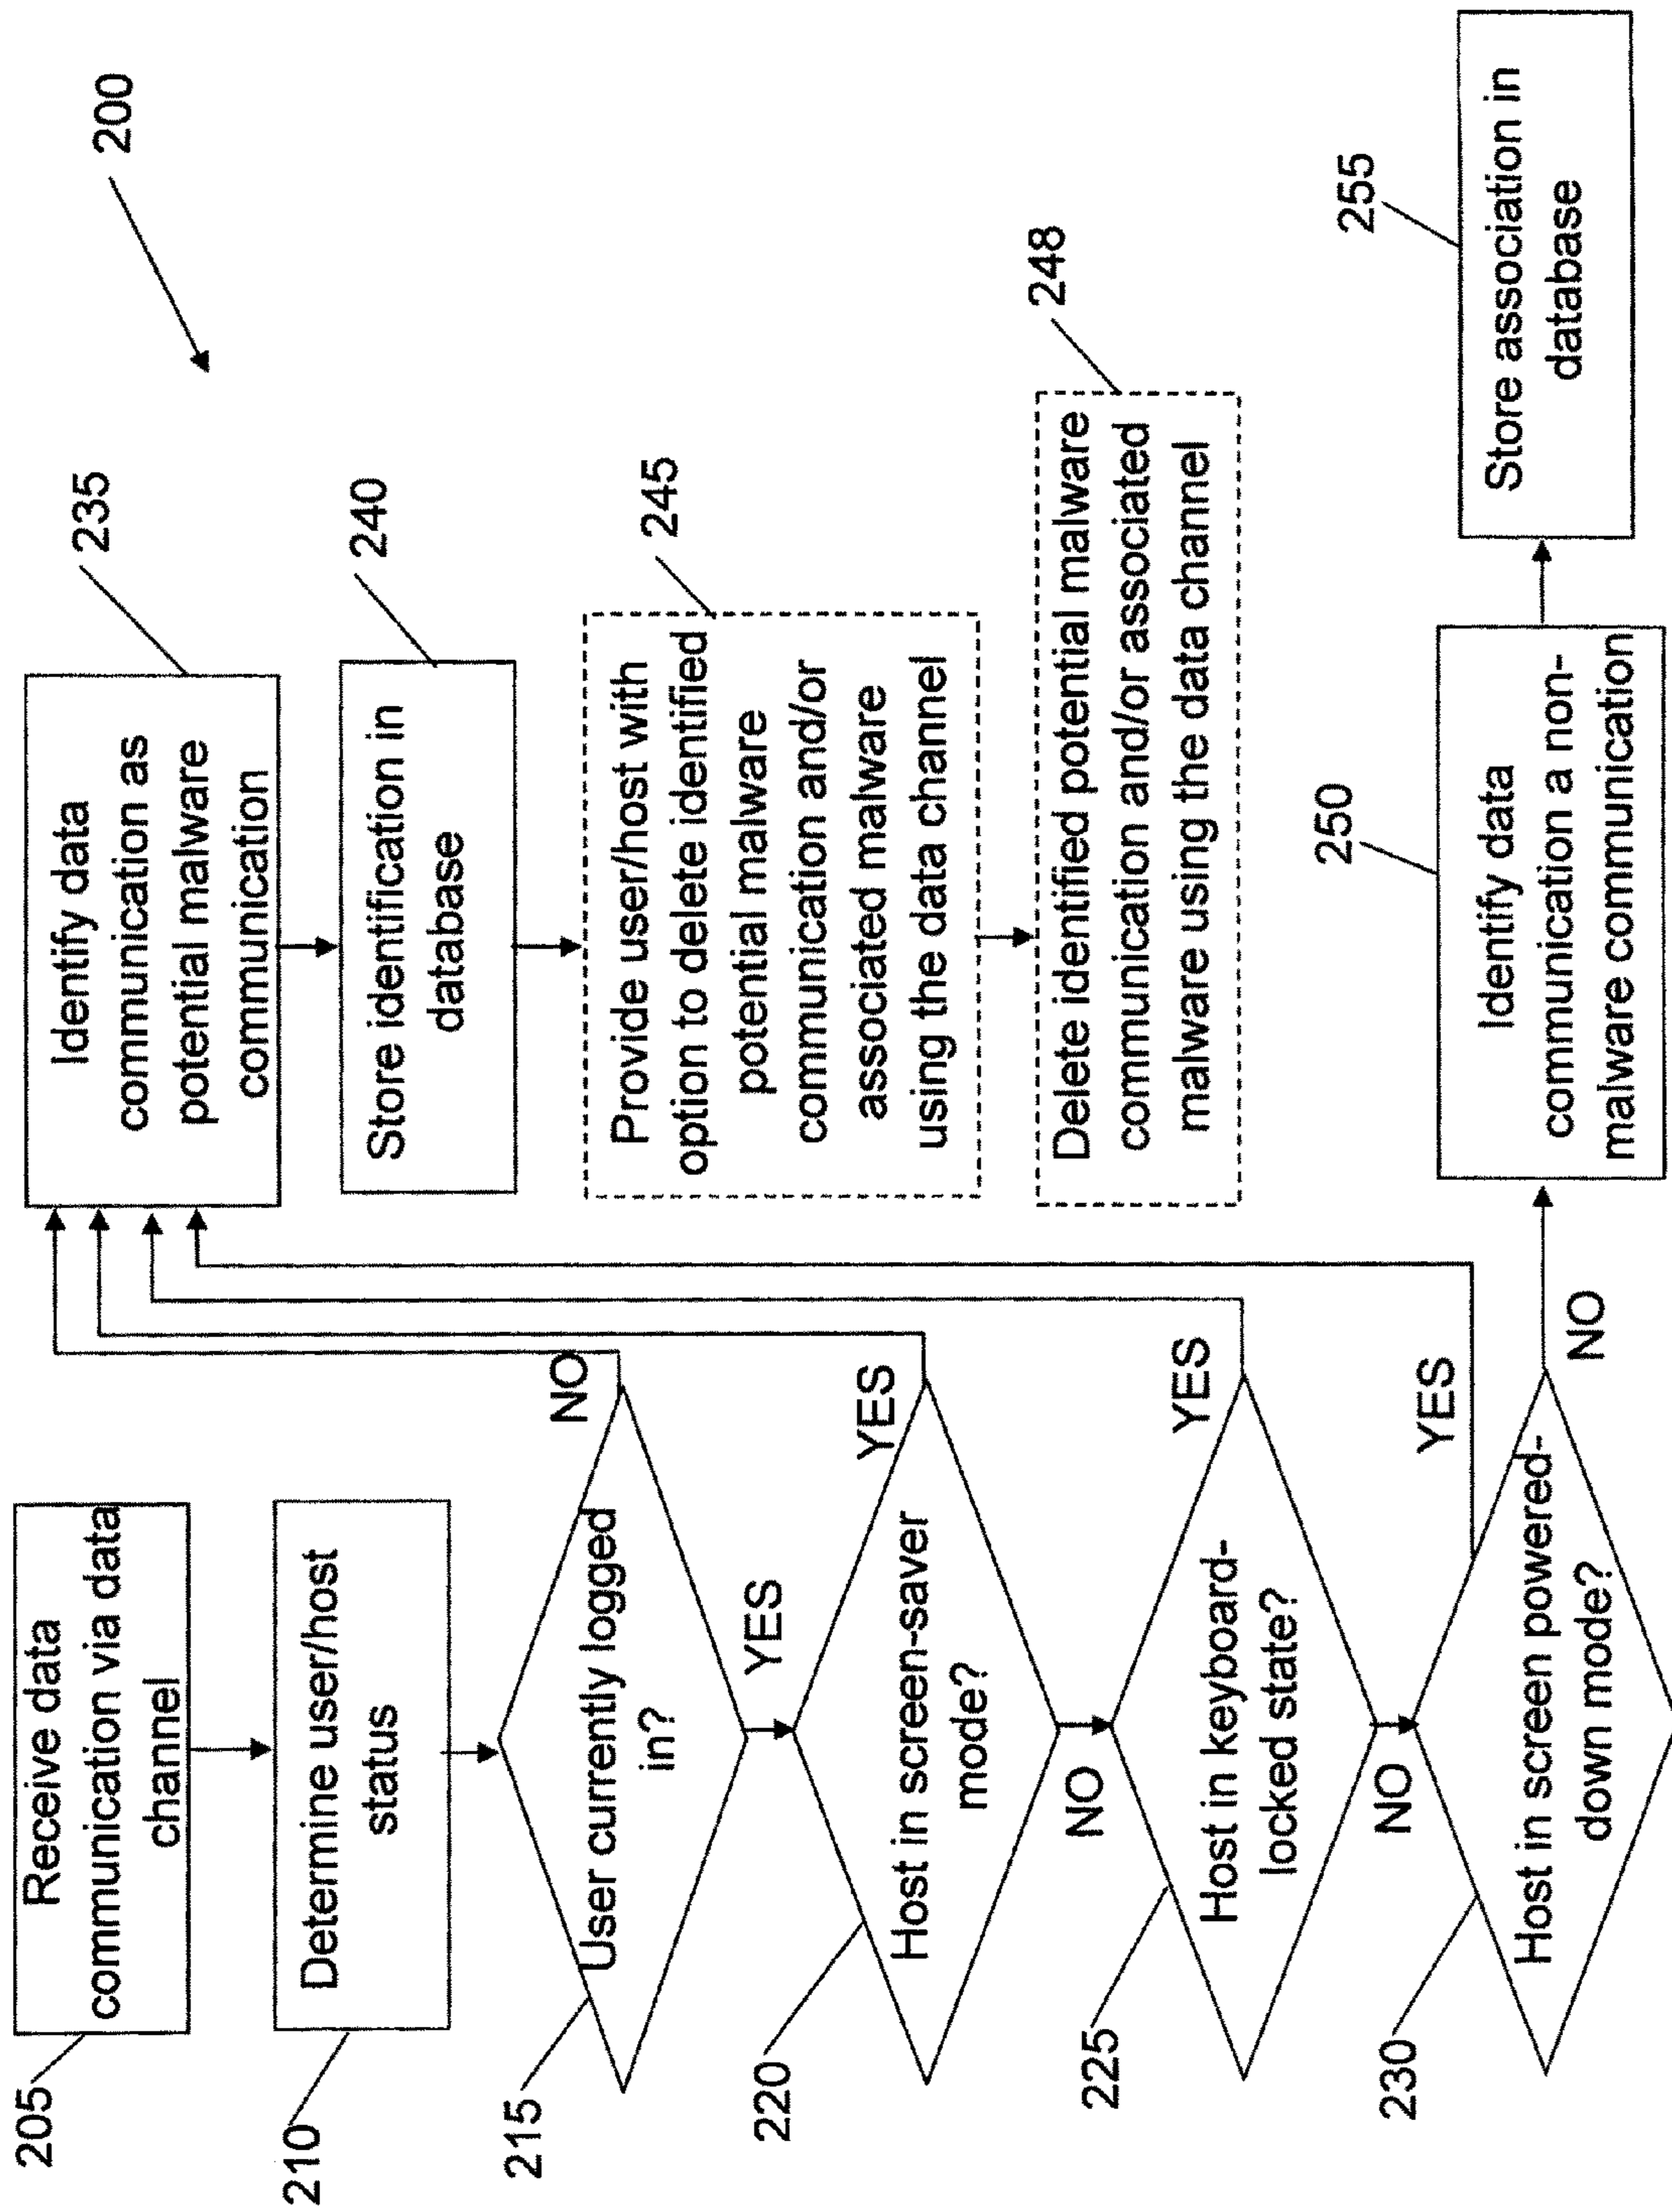 200
205
Receive data
communication via data
channel
210
Determine user/host
status
215
User currently logged
in?
NO
YES
220
Host in screen-saver
mode?
YES
NO
225
Host in keyboard-
locked state?
YES
NO
230
Host in screen powered-
down mode?
YES
NO
235
Identify data
communication as
potential malware
communication
240
Store identification in
database
245
Provide user/host with
option to delete identified
potential malware
communication and/or
associated malware
using the data channel
248
Delete identified potential malware
communication and/or associated
malware using the data channel
250
Identify data
communication a non-
malware communication
255
Store association in
database